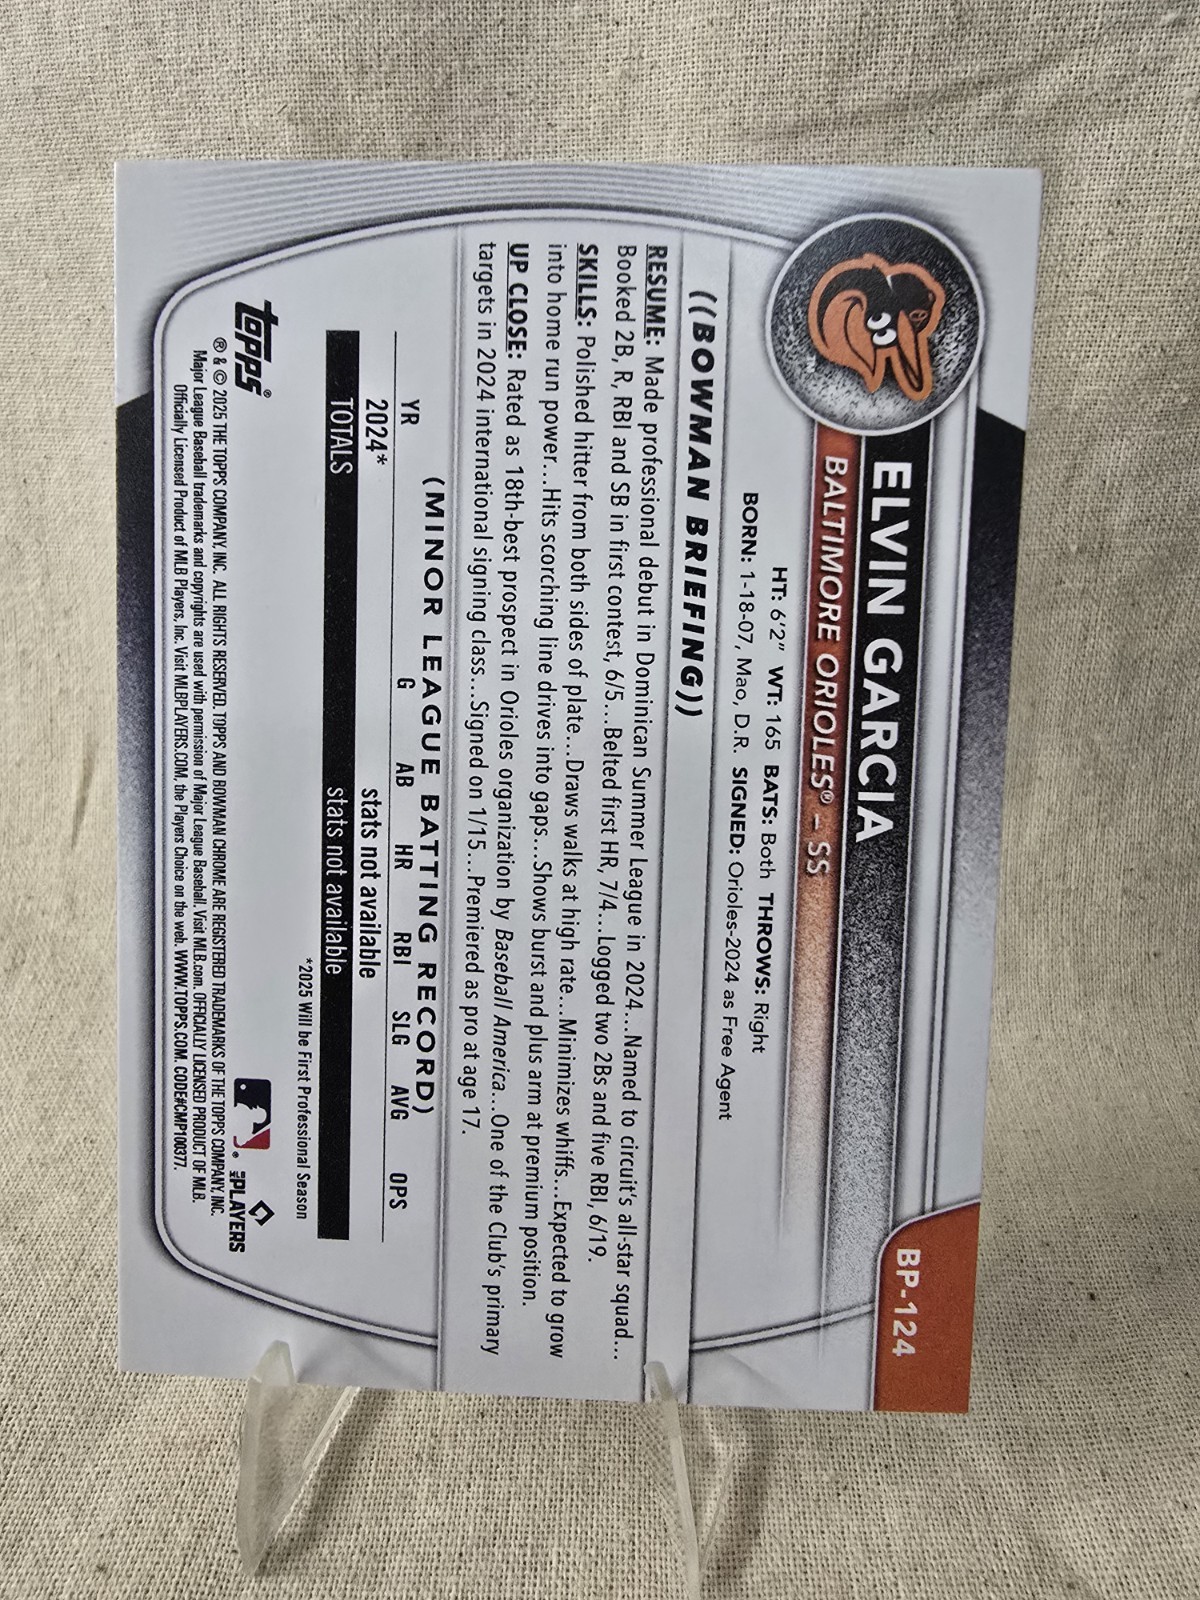 BP-124
ELVIN GARCIA
BALTIMORE ORIOLES® – SS
HT: 6'2" WT: 165 BATS: Both THROWS: Right
BORN: 1-18-07, Mao, D.R. SIGNED: Orioles-2024 as Free Agent
((BOWMAN BRIEFING))
RESUME: Made professional debut in Dominican Summer League in 2024...Named to circuit's all-star squad...
Booked 2B, R, RBI and SB in first contest, 6/5...Belted first HR, 7/4...Logged two 2Bs and five RBI, 6/19.
SKILLS: Polished hitter from both sides of plate...Draws walks at high rate...Minimizes whiffs...Expected to grow
into home run power...Hits scorching line drives into gaps...Shows burst and plus arm at premium position.
UP CLOSE: Rated as 18th-best prospect in Orioles organization by Baseball America...One of the Club's primary
targets in 2024 international signing class...Signed on 1/15...Premiered as pro at age 17.
(MINOR LEAGUE BATTING RECORD)
YR G AB HR RBI SLG AVG OPS
2024* stats not available
TOTALS stats not available
*2025 Will be First Professional Season
topps®
MLB PLAYERS
® & © 2025 THE TOPPS COMPANY, INC. ALL RIGHTS RESERVED. TOPPS AND BOWMAN CHROME ARE REGISTERED TRADEMARKS OF THE TOPPS COMPANY, INC.
Major League Baseball trademarks and copyrights are used with permission of Major League Baseball. Visit MLB.com. OFFICIALLY LICENSED PRODUCT OF MLB.
Officially Licensed Product of MLB Players, Inc. Visit MLBPLAYERS.COM, the Players Choice on the web. WWW.TOPPS.COM. CODE#CMP100377.